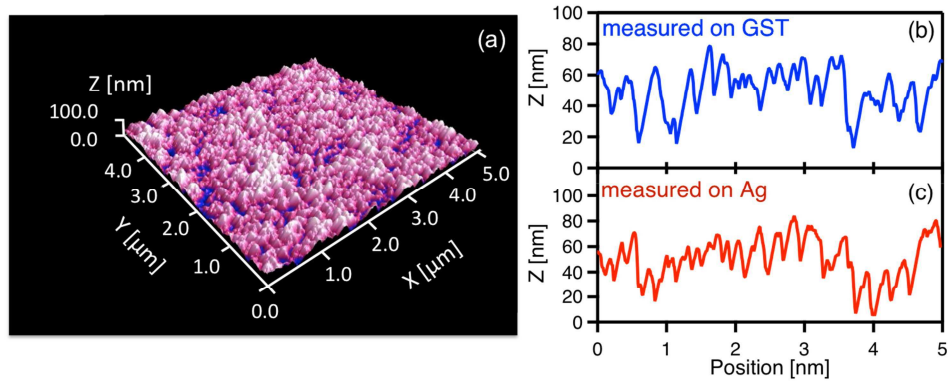 (a)
Z [nm]
100.0
0.0
4.0
3.0
2.0
1.0
0.0
Y [μm]
5.0
4.0
3.0
2.0
1.0
X [μm]
measured on GST
(b)
Z [nm]
100
80
60
40
20
0
measured on Ag
(c)
Z [nm]
100
80
60
40
20
0
0 1 2 3 4 5
Position [nm]